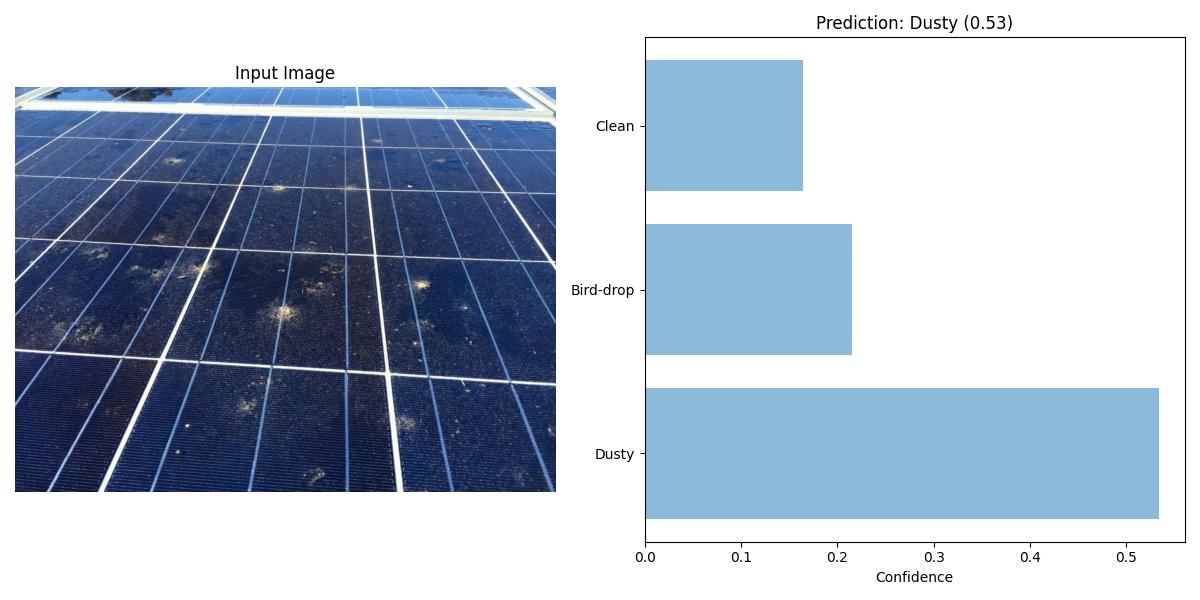 Input Image
Prediction: Dusty (0.53)
Clean
Bird-drop
Dusty
0.0 0.1 0.2 0.3 0.4 0.5
Confidence